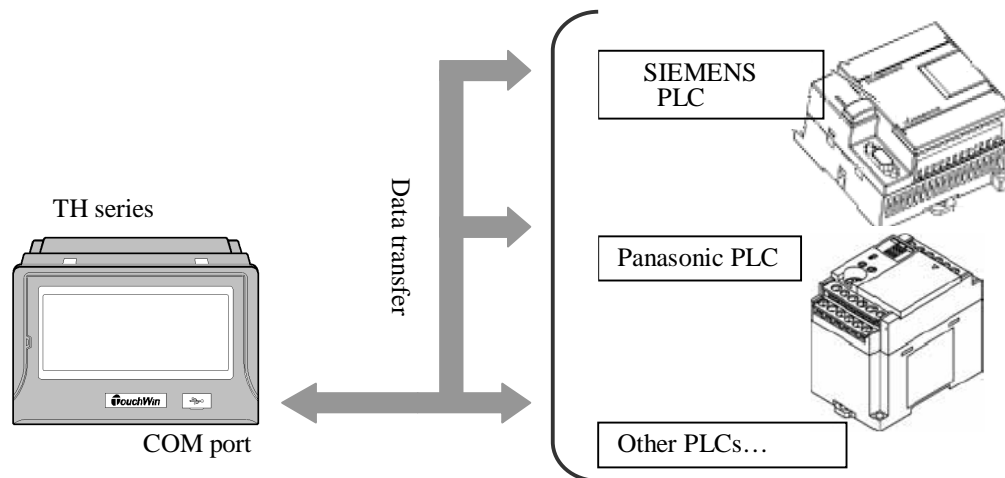 SIEMENS
PLC
Data transfer
TH series
TouchWin
COM port
Panasonic PLC
Other PLCs…